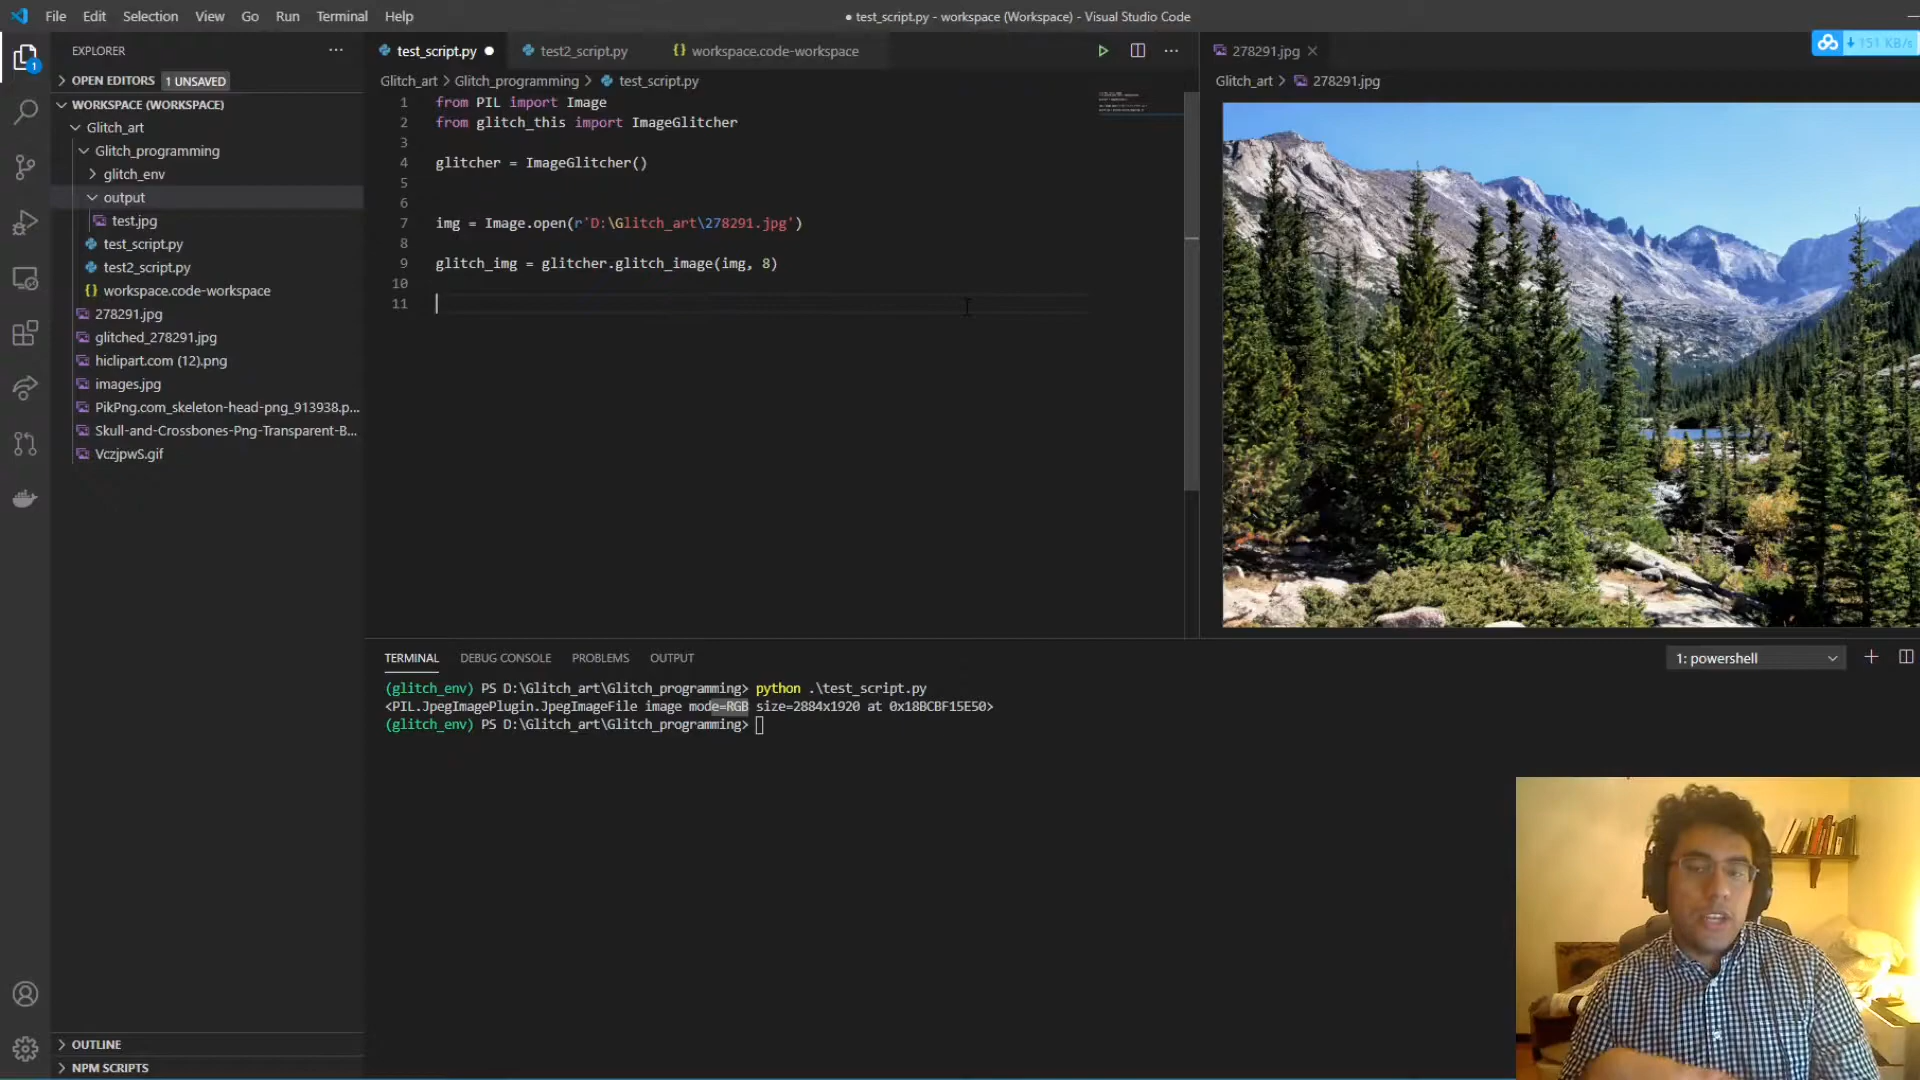 File Edit Selection View Go Run Terminal Help
● test_script.py - workspace (Workspace) - Visual Studio Code
EXPLORER
OPEN EDITORS 1 UNSAVED
WORKSPACE (WORKSPACE)
Glitch_art
Glitch_programming
glitch_env
output
test.jpg
test_script.py
test2_script.py
workspace.code-workspace
278291.jpg
glitched_278291.jpg
hiclipart.com (12).png
images.jpg
PikPng.com_skeleton-head-png_913938.p...
Skull-and-Crossbones-Png-Transparent-B...
VczjpwS.gif
OUTLINE
NPM SCRIPTS
1
test_script.py test2_script.py workspace.code-workspace
Glitch_art > Glitch_programming > test_script.py
1 from PIL import Image
2 from glitch_this import ImageGlitcher
3
4 glitcher = ImageGlitcher()
5
6
7 img = Image.open(r'D:\Glitch_art\278291.jpg')
8
9 glitch_img = glitcher.glitch_image(img, 8)
10
11
278291.jpg
151 KB/s
Glitch_art > 278291.jpg
TERMINAL DEBUG CONSOLE PROBLEMS OUTPUT
1: powershell
(glitch_env) PS D:\Glitch_art\Glitch_programming> python .\test_script.py
<PIL.JpegImagePlugin.JpegImageFile image mode=RGB size=2884x1920 at 0x18BCBF15E50>
(glitch_env) PS D:\Glitch_art\Glitch_programming>